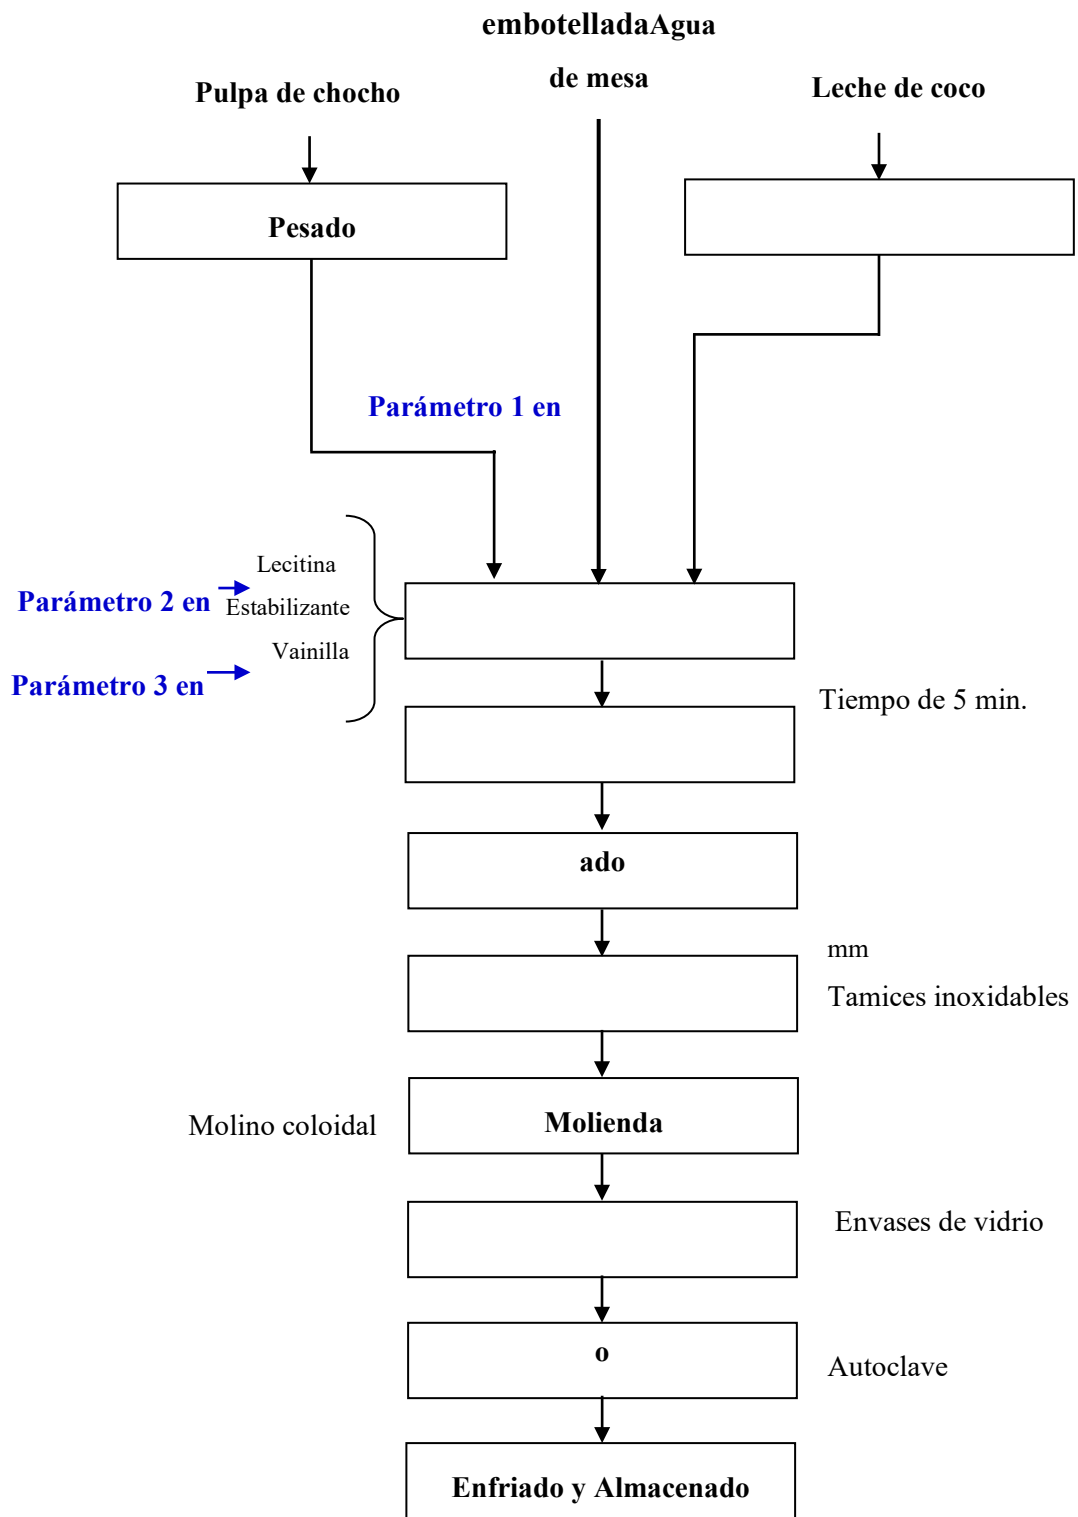 embotelladaAgua
de mesa
Pulpa de chocho
Leche de coco
Pesado
Parámetro 1 en
Lecitina
Parámetro 2 en
Estabilizante
Vainilla
Parámetro 3 en
Tiempo de 5 min.
ado
mm
Tamices inoxidables
Molino coloidal
Molienda
Envases de vidrio
o
Autoclave
Enfriado y Almacenado